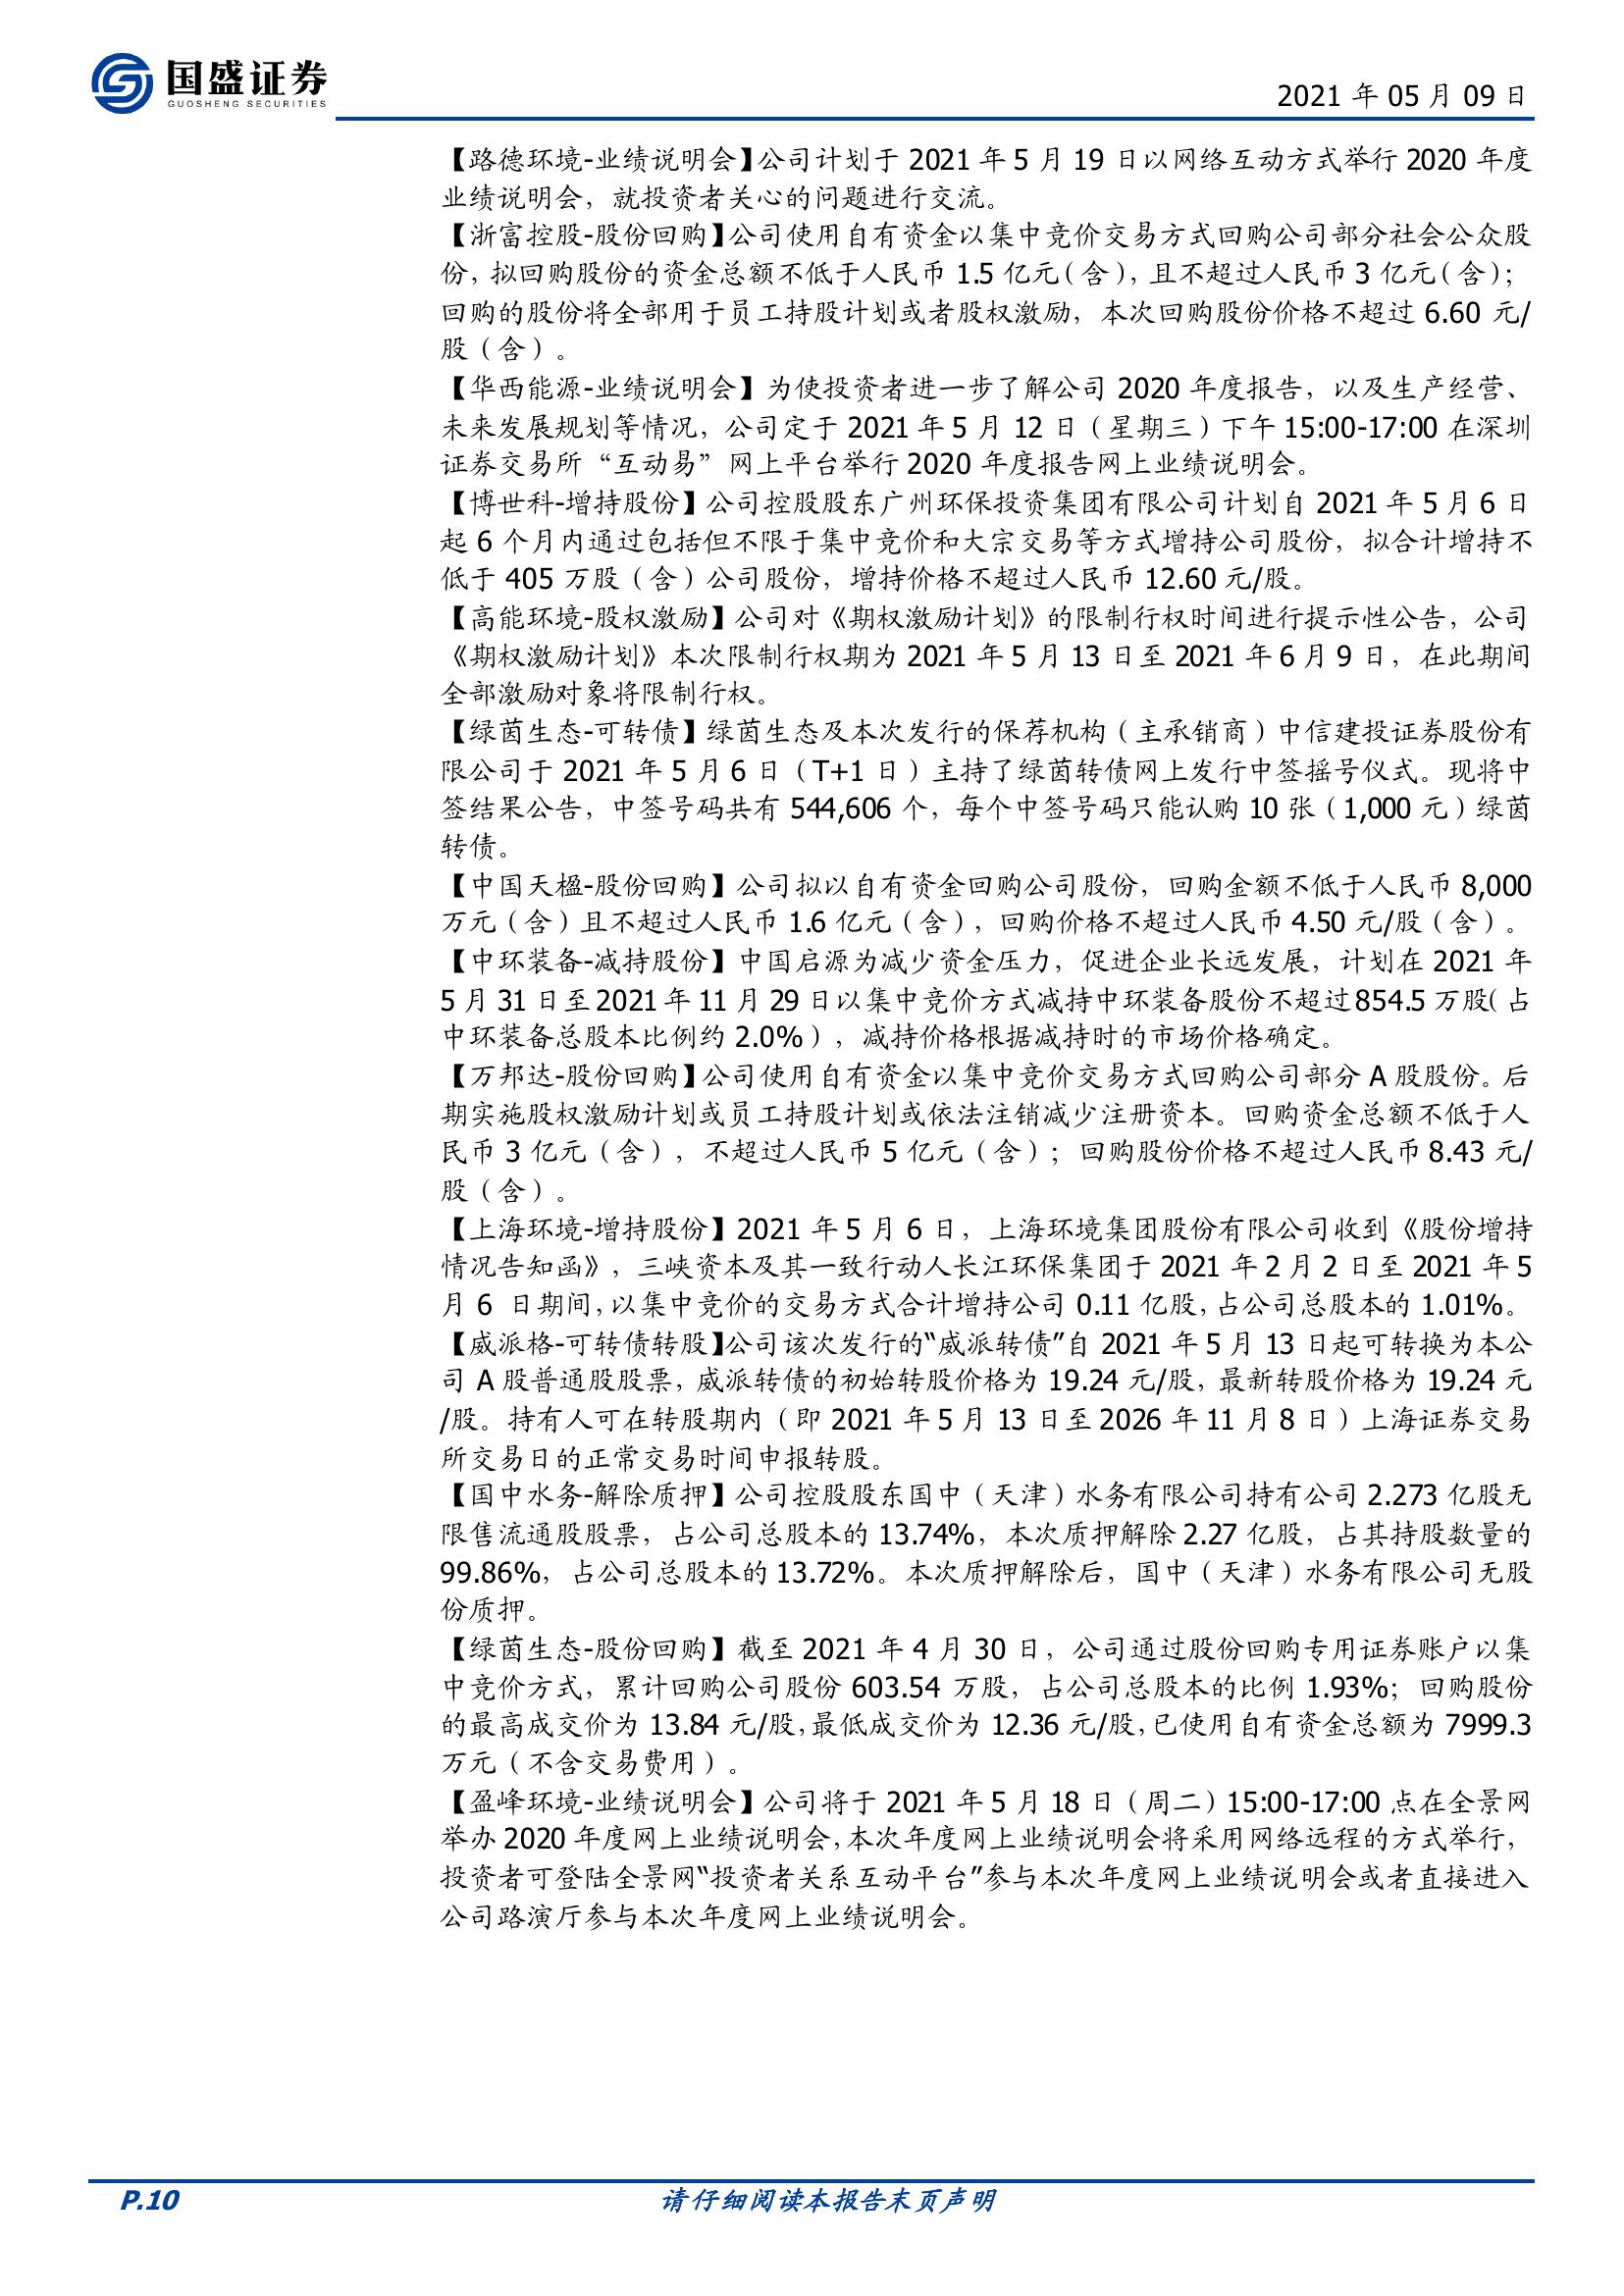 国盛证券
GUOSHENG SECURITIES
2021 年 05 月 09 日
【路德环境-业绩说明会】公司计划于 2021 年 5 月 19 日以网络互动方式举行 2020 年度
业绩说明会，就投资者关心的问题进行交流。
【浙富控股-股份回购】公司使用自有资金以集中竞价交易方式回购公司部分社会公众股
份，拟回购股份的资金总额不低于人民币 1.5 亿元（含），且不超过人民币 3 亿元（含）；
回购的股份将全部用于员工持股计划或者股权激励，本次回购股份价格不超过 6.60 元/
股（含）。
【华西能源-业绩说明会】为使投资者进一步了解公司 2020 年度报告，以及生产经营、
未来发展规划等情况，公司定于 2021 年 5 月 12 日（星期三）下午 15:00-17:00 在深圳
证券交易所“互动易”网上平台举行 2020 年度报告网上业绩说明会。
【博世科-增持股份】公司控股股东广州环保投资集团有限公司计划自 2021 年 5 月 6 日
起 6 个月内通过包括但不限于集中竞价和大宗交易等方式增持公司股份，拟合计增持不
低于 405 万股（含）公司股份，增持价格不超过人民币 12.60 元/股。
【高能环境-股权激励】公司对《期权激励计划》的限制行权时间进行提示性公告，公司
《期权激励计划》本次限制行权期为 2021 年 5 月 13 日至 2021 年 6 月 9 日，在此期间
全部激励对象将限制行权。
【绿茵生态-可转债】绿茵生态及本次发行的保荐机构（主承销商）中信建投证券股份有
限公司于 2021 年 5 月 6 日（T+1 日）主持了绿茵转债网上发行中签摇号仪式。现将中
签结果公告，中签号码共有 544,606 个，每个中签号码只能认购 10 张（1,000 元）绿茵
转债。
【中国天楹-股份回购】公司拟以自有资金回购公司股份，回购金额不低于人民币 8,000
万元（含）且不超过人民币 1.6 亿元（含），回购价格不超过人民币 4.50 元/股（含）。
【中环装备-减持股份】中国启源为减少资金压力，促进企业长远发展，计划在 2021 年
5 月 31 日至 2021 年 11 月 29 日以集中竞价方式减持中环装备股份不超过 854.5 万股（占
中环装备总股本比例约 2.0%），减持价格根据减持时的市场价格确定。
【万邦达-股份回购】公司使用自有资金以集中竞价交易方式回购公司部分 A 股股份。后
期实施股权激励计划或员工持股计划或依法注销减少注册资本。回购资金总额不低于人
民币 3 亿元（含），不超过人民币 5 亿元（含）；回购股份价格不超过人民币 8.43 元/
股（含）。
【上海环境-增持股份】2021 年 5 月 6 日，上海环境集团股份有限公司收到《股份增持
情况告知函》，三峡资本及其一致行动人长江环保集团于 2021 年 2 月 2 日至 2021 年 5
月 6 日期间，以集中竞价的交易方式合计增持公司 0.11 亿股，占公司总股本的 1.01%。
【威派格-可转债转股】公司该次发行的“威派转债”自 2021 年 5 月 13 日起可转换为本公
司 A 股普通股股票，威派转债的初始转股价格为 19.24 元/股，最新转股价格为 19.24 元
/股。持有人可在转股期内（即 2021 年 5 月 13 日至 2026 年 11 月 8 日）上海证券交易
所交易日的正常交易时间申报转股。
【国中水务-解除质押】公司控股股东国中（天津）水务有限公司持有公司 2.273 亿股无
限售流通股股票，占公司总股本的 13.74%，本次质押解除 2.27 亿股，占其持股数量的
99.86%，占公司总股本的 13.72%。本次质押解除后，国中（天津）水务有限公司无股
份质押。
【绿茵生态-股份回购】截至 2021 年 4 月 30 日，公司通过股份回购专用证券账户以集
中竞价方式，累计回购公司股份 603.54 万股，占公司总股本的比例 1.93%；回购股份
的最高成交价为 13.84 元/股，最低成交价为 12.36 元/股，已使用自有资金总额为 7999.3
万元（不含交易费用）。
【盈峰环境-业绩说明会】公司将于 2021 年 5 月 18 日（周二）15:00-17:00 点在全景网
举办 2020 年度网上业绩说明会，本次年度网上业绩说明会将采用网络远程的方式举行，
投资者可登陆全景网“投资者关系互动平台”参与本次年度网上业绩说明会或者直接进入
公司路演厅参与本次年度网上业绩说明会。
P.10
请仔细阅读本报告末页声明